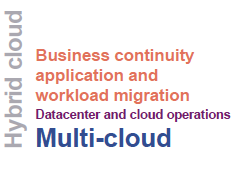 Hybrid cloud
Business continuity
application and
workload migration
Datacenter and cloud operations
Multi-cloud